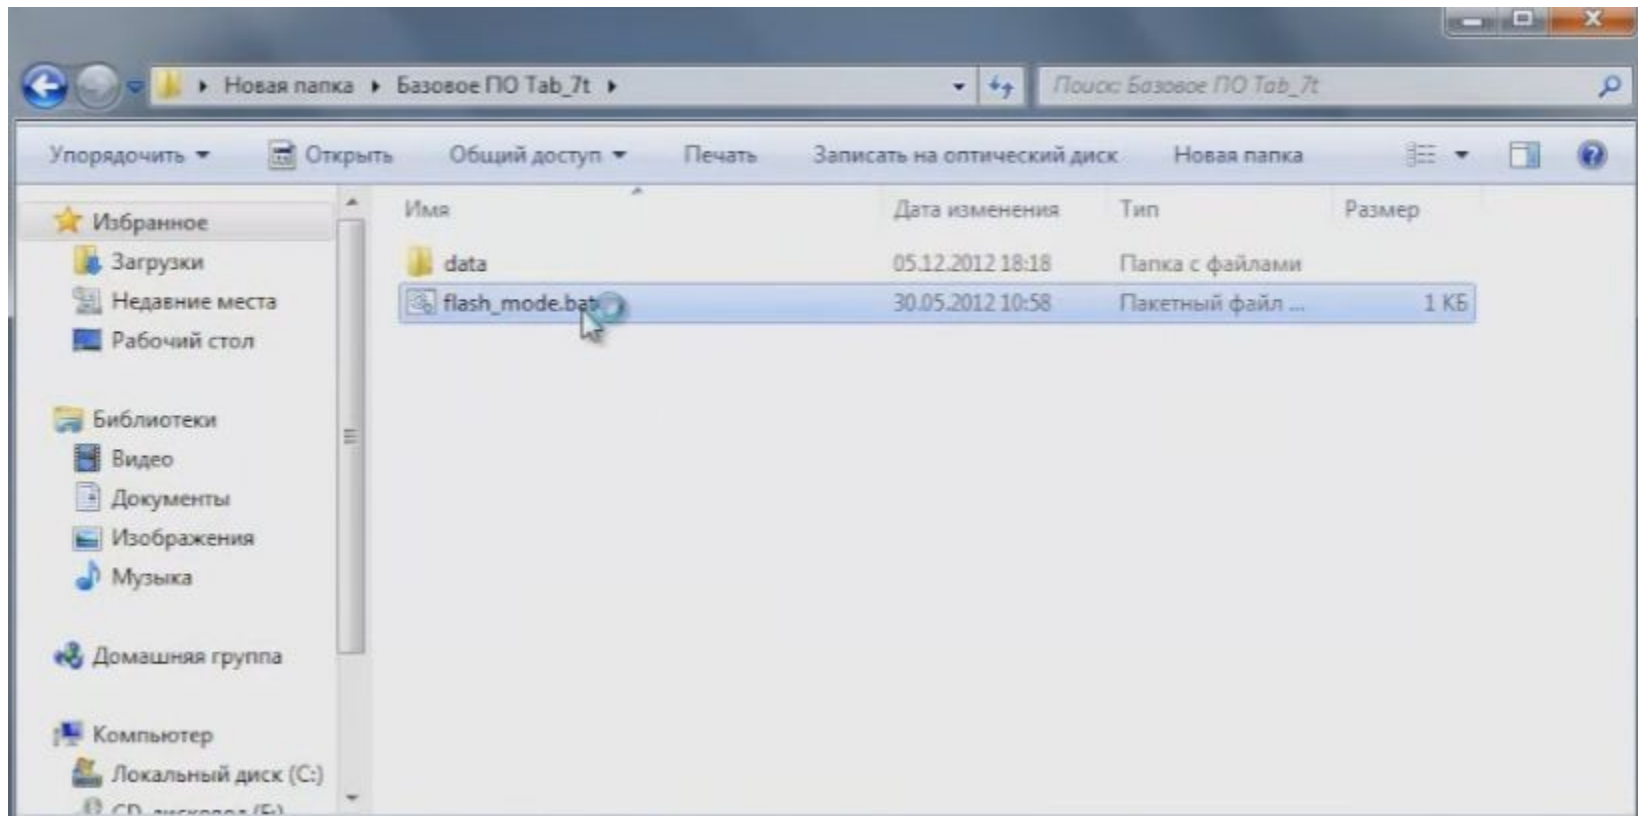 Новая папка Базовое ПО Tab_7t Поиск: Базовое ПО Tab_7t
Упорядочить Открыть Общий доступ Печать Записать на оптический диск Новая папка
Избранное
Загрузки
Недавние места
Рабочий стол
Библиотеки
Видео
Документы
Изображения
Музыка
Домашняя группа
Компьютер
Локальный диск (C:)
CD-дисковод (F:)
Имя Дата изменения Тип Размер
data 05.12.2012 18:18 Папка с файлами
flash_mode.bat 30.05.2012 10:58 Пакетный файл ... 1 КБ